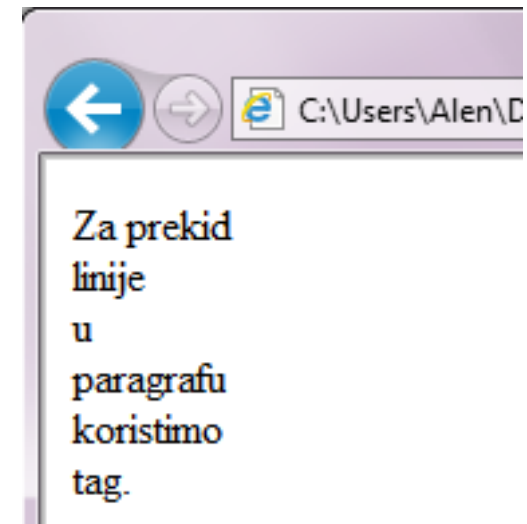 C:\Users\Alen\D
Za prekid
linije
u
paragrafu
koristimo
tag.